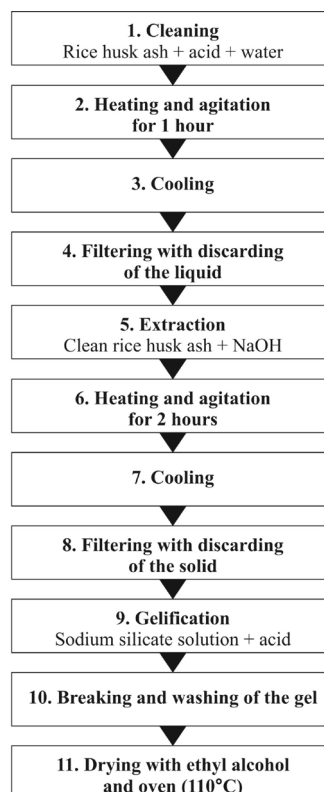 1. Cleaning
Rice husk ash + acid + water
2. Heating and agitation
for 1 hour
3. Cooling
4. Filtering with discarding
of the liquid
5. Extraction
Clean rice husk ash + NaOH
6. Heating and agitation
for 2 hours
7. Cooling
8. Filtering with discarding
of the solid
9. Gelification
Sodium silicate solution + acid
10. Breaking and washing of the gel
11. Drying with ethyl alcohol
and oven (110°C)